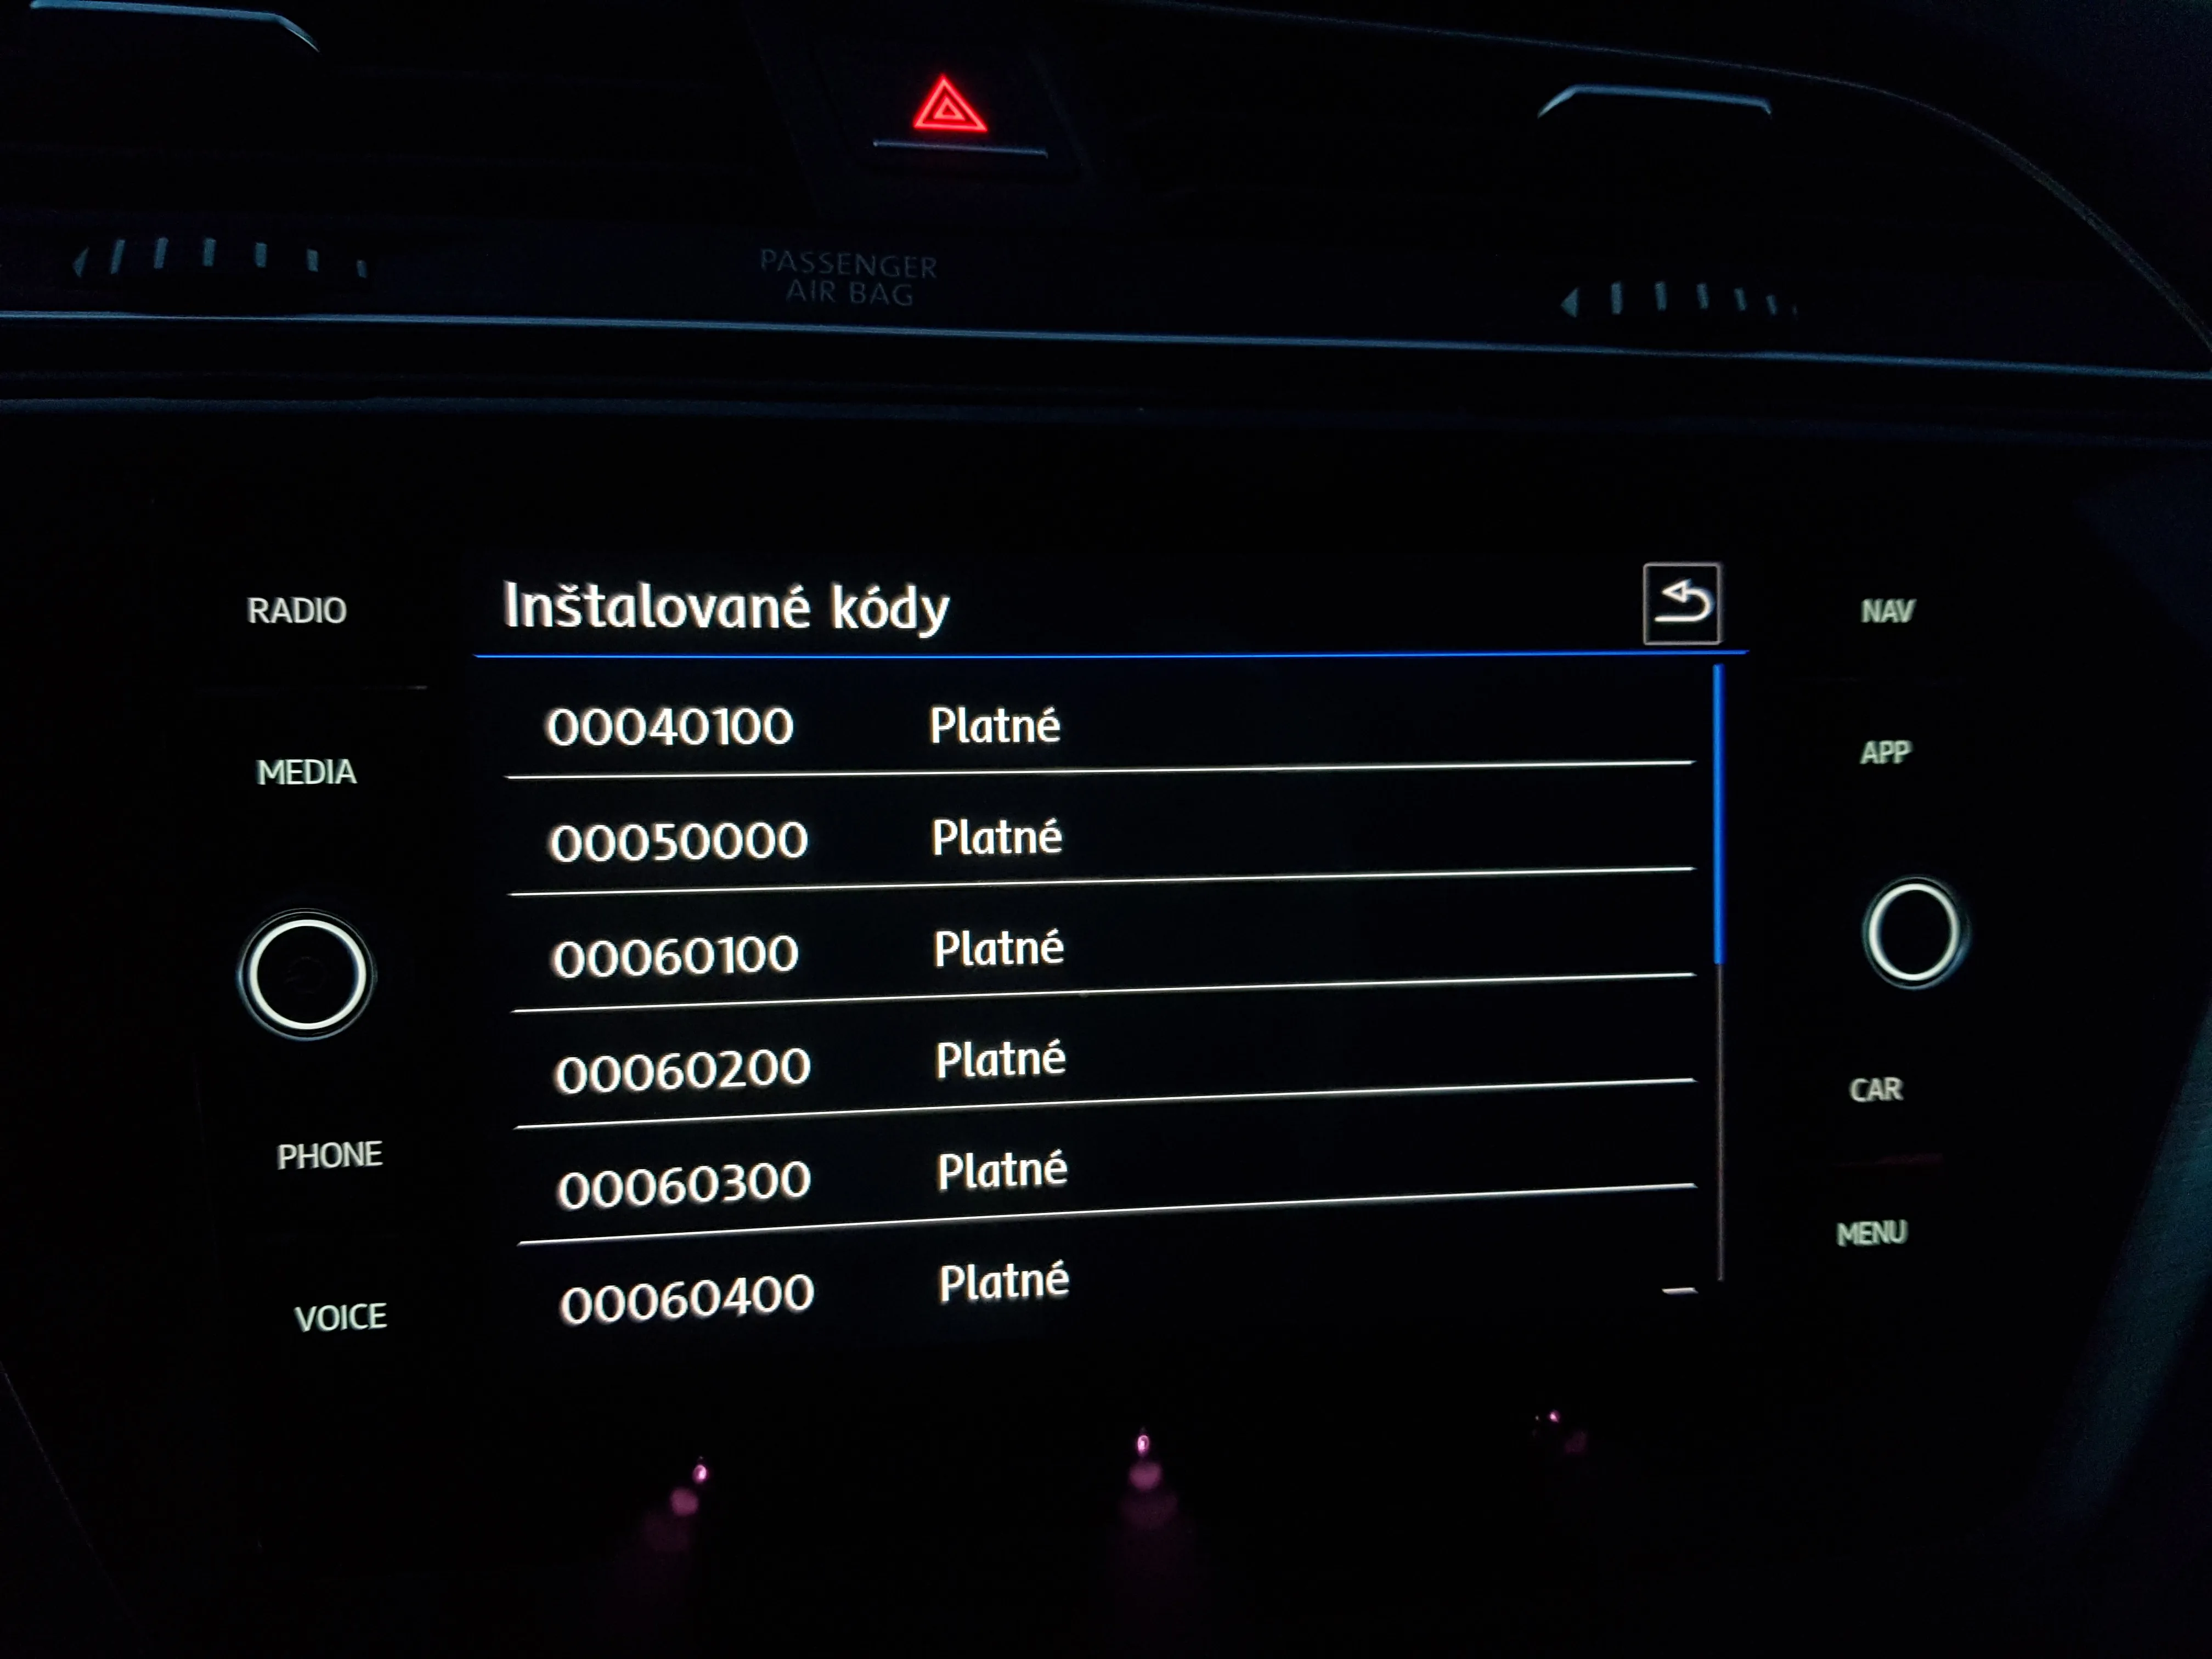 PASSENGER
AIR BAG
RADIO
MEDIA
PHONE
VOICE
Inštalované kódy
00040100 Platné
00050000 Platné
00060100 Platné
00060200 Platné
00060300 Platné
00060400 Platné
NAV
APP
CAR
MENU